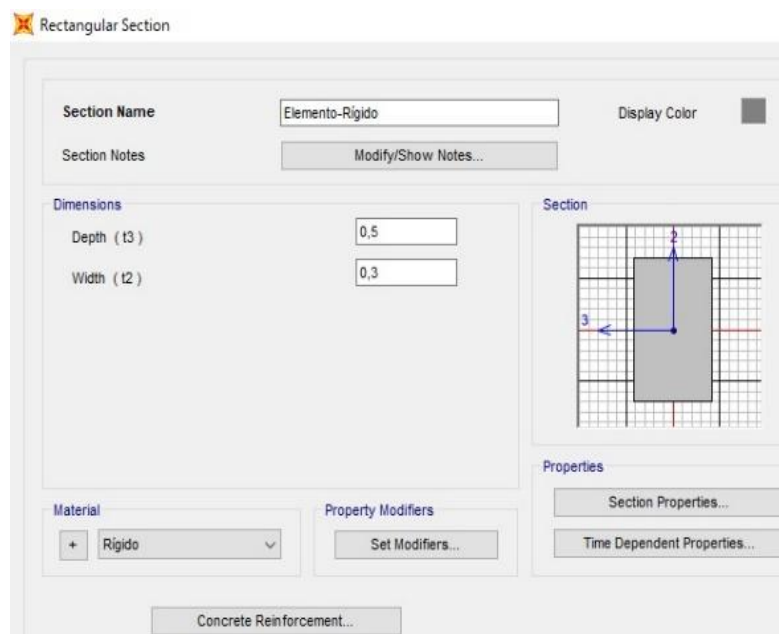 Rectangular Section
Section Name
Elemento-Rígido
Display Color
Section Notes
Modify/Show Notes...
Dimensions
Depth ( t3 )
0,5
Width ( t2 )
0,3
Section
2
3
Properties
Section Properties...
Time Dependent Properties...
Material
+
Rígido
Property Modifiers
Set Modifiers...
Concrete Reinforcement...